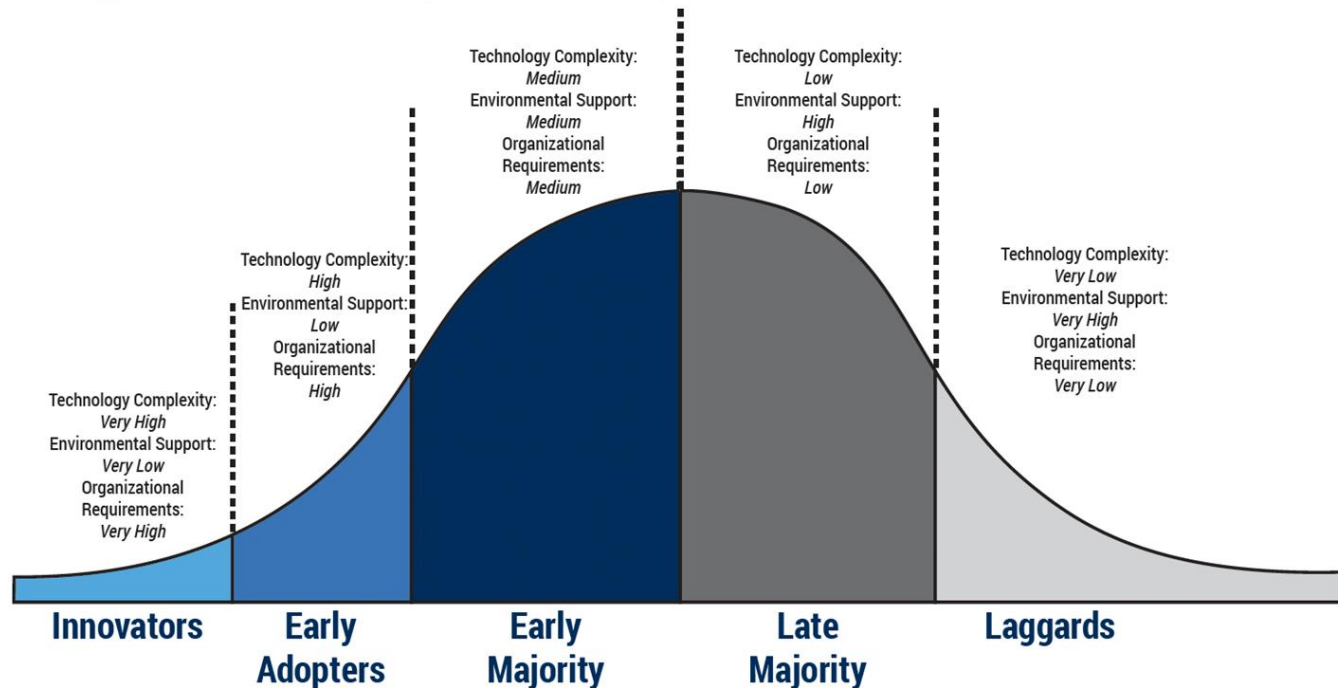 Technology Complexity:
Very High
Environmental Support:
Very Low
Organizational
Requirements:
Very High
Technology Complexity:
High
Environmental Support:
Low
Organizational
Requirements:
High
Technology Complexity:
Medium
Environmental Support:
Medium
Organizational
Requirements:
Medium
Technology Complexity:
Low
Environmental Support:
High
Organizational
Requirements:
Low
Technology Complexity:
Very Low
Environmental Support:
Very High
Organizational
Requirements:
Very Low
Innovators
Early
Adopters
Early
Majority
Late
Majority
Laggards